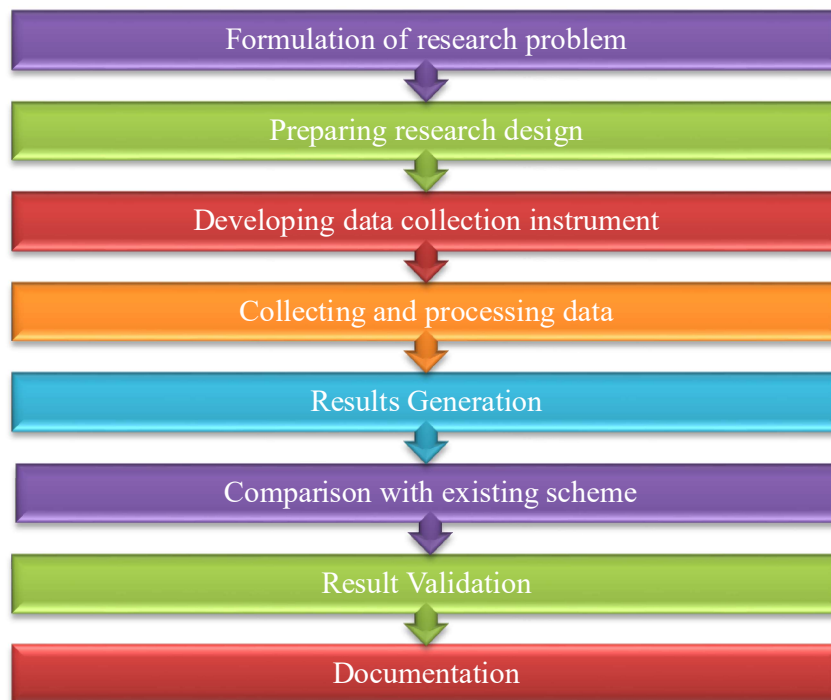 Formulation of research problem
Preparing research design
Developing data collection instrument
Collecting and processing data
Results Generation
Comparison with existing scheme
Result Validation
Documentation